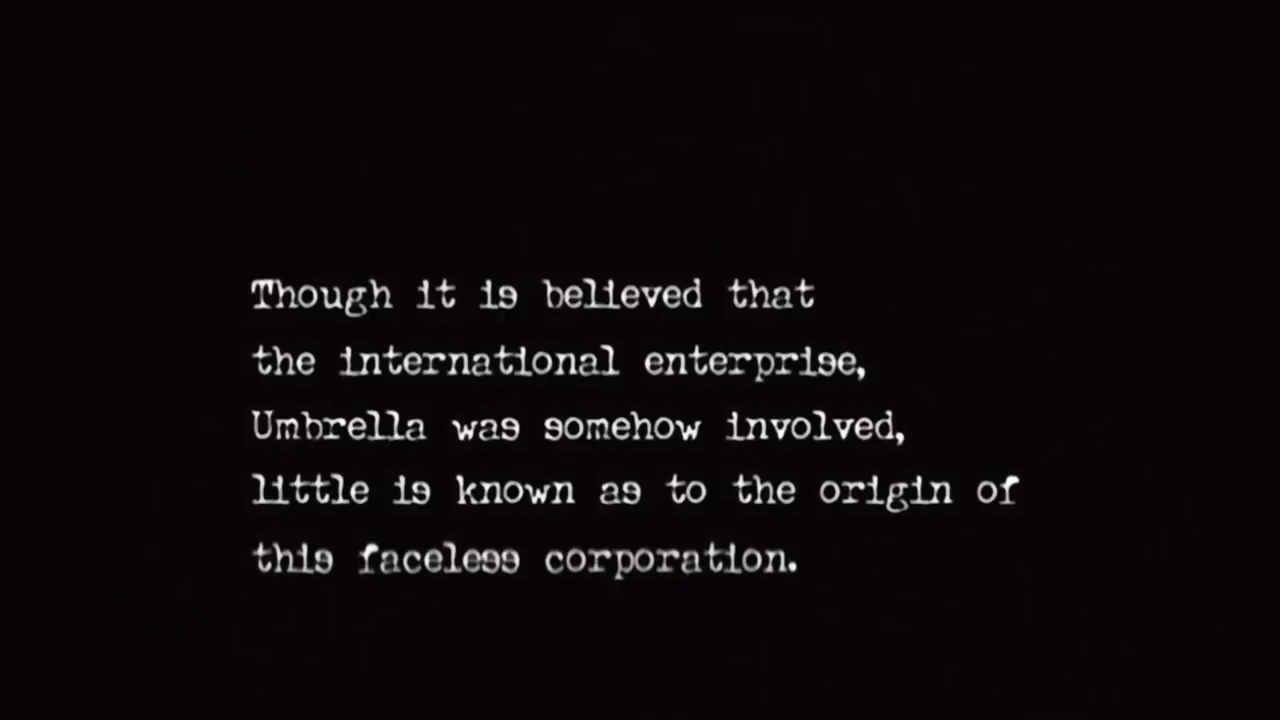 Though it is believed that
the international enterprise,
Umbrella was somehow involved,
little is known as to the origin of
this faceless corporation.